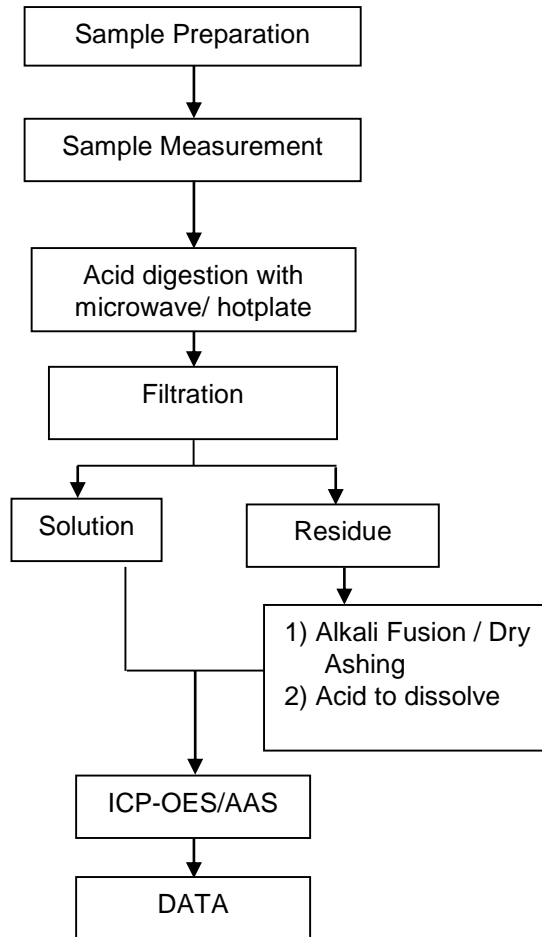 Sample Preparation
Sample Measurement
Acid digestion with
microwave/ hotplate
Filtration
Solution
Residue
1) Alkali Fusion / Dry
Ashing
2) Acid to dissolve
ICP-OES/AAS
DATA